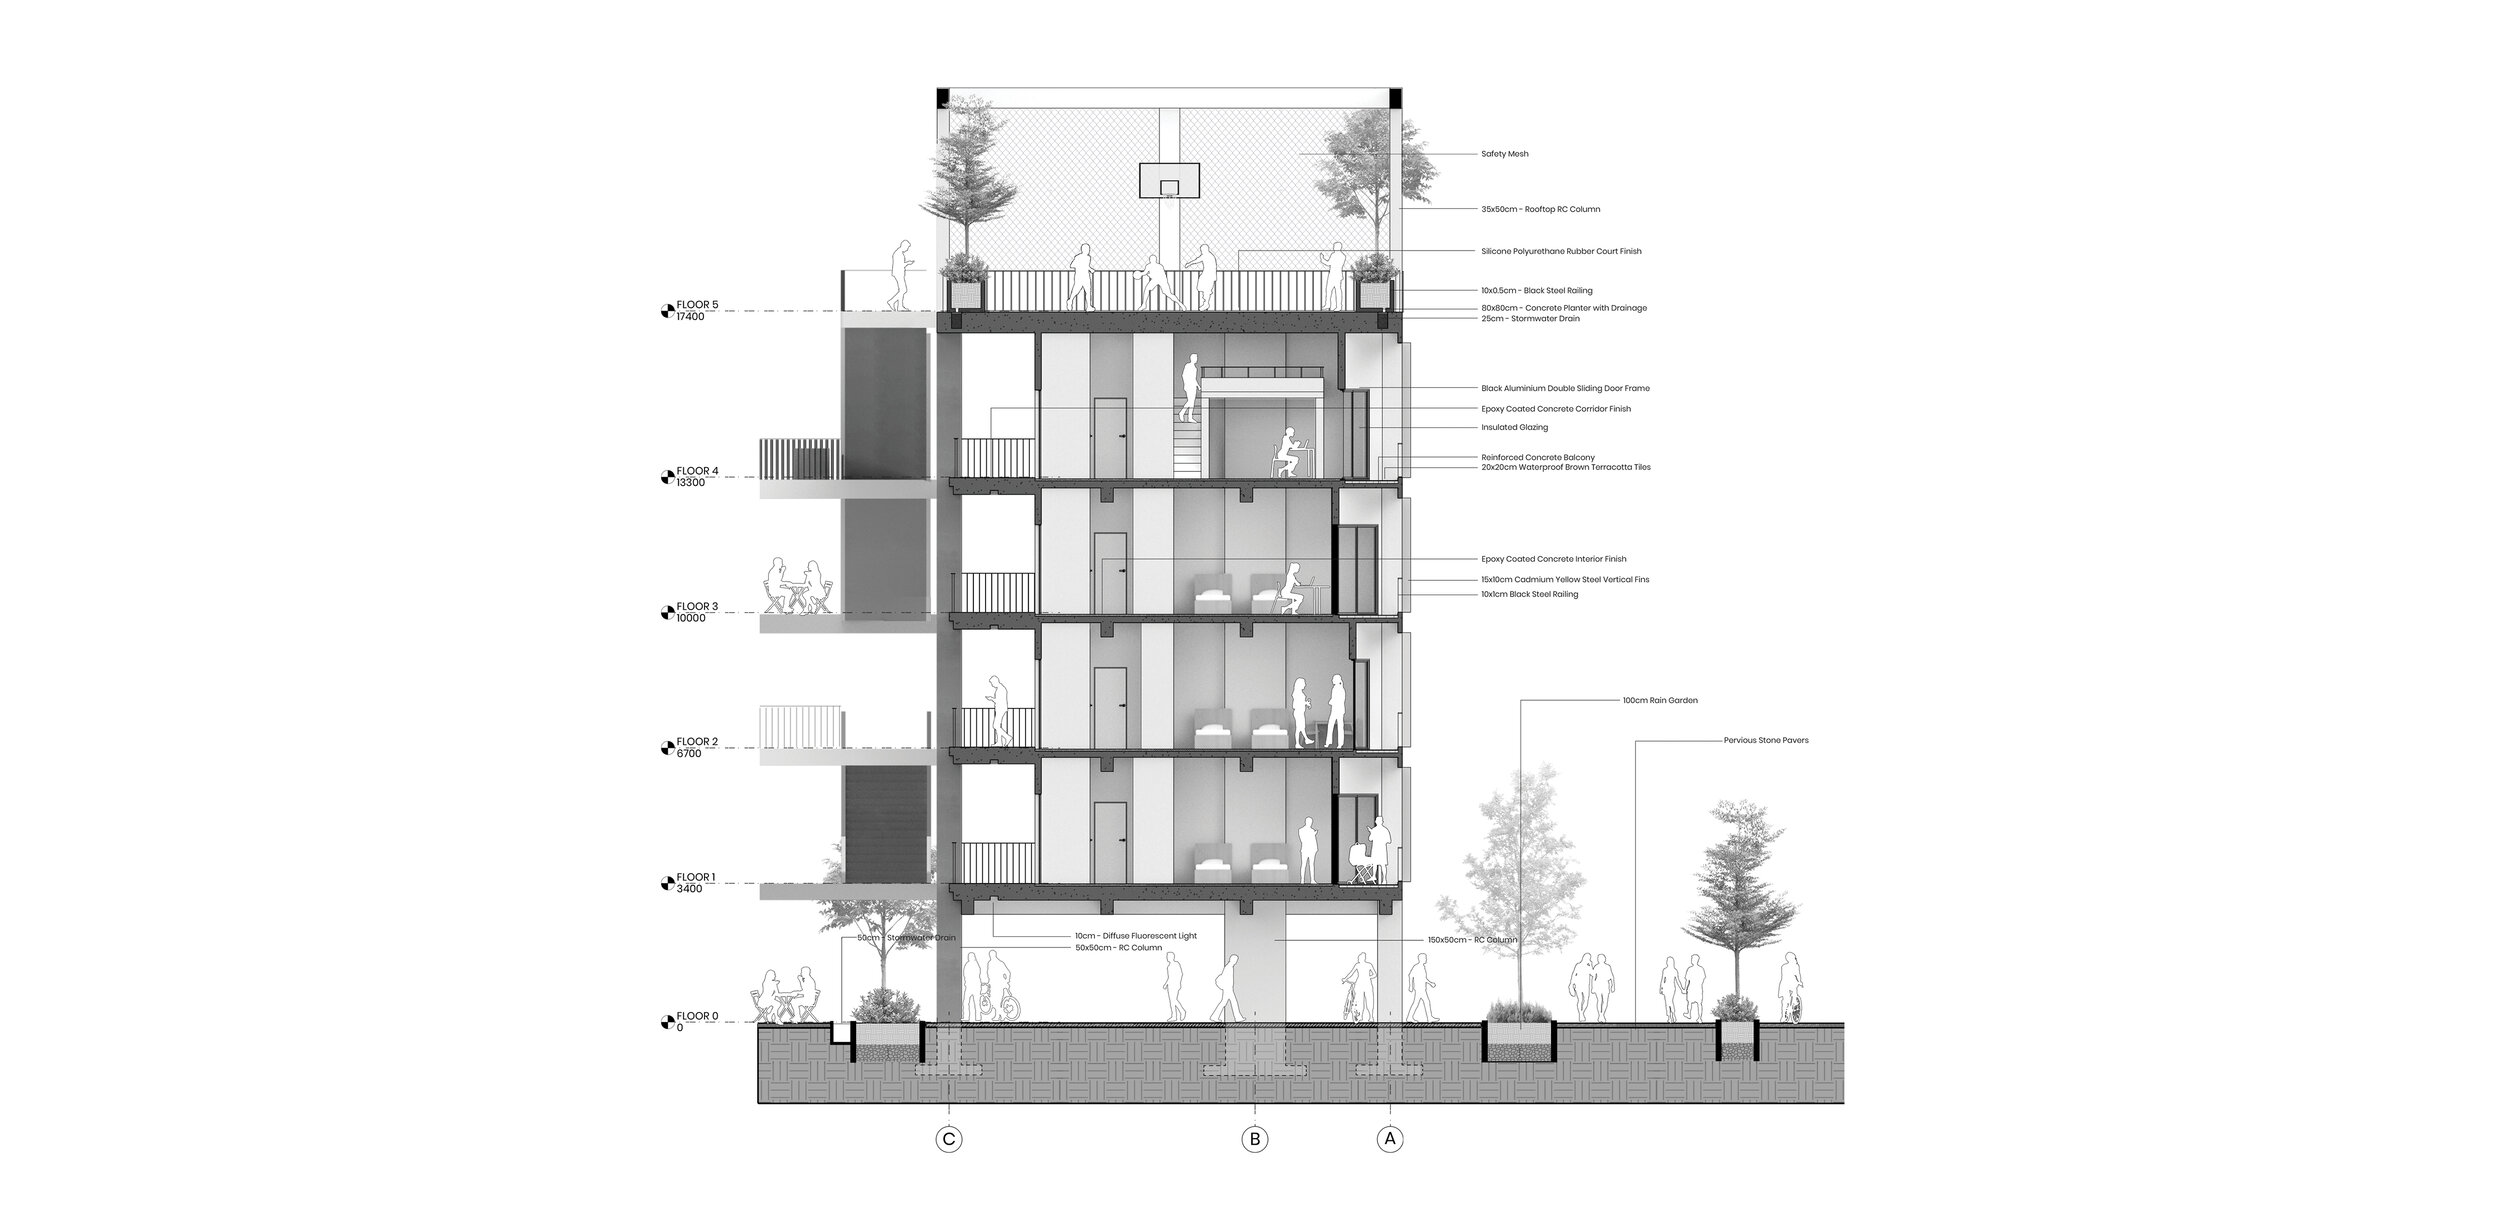 Safety Mesh
35x50cm - Rooftop RC Column
Silicone Polyurethane Rubber Court Finish
10x0.5cm - Black Steel Railing
FLOOR 5
17400
80x80cm - Concrete Planter with Drainage
25cm - Stormwater Drain
Black Aluminium Double Sliding Door Frame
Epoxy Coated Concrete Corridor Finish
Insulated Glazing
Reinforced Concrete Balcony
20x20cm Waterproof Brown Terracotta Tiles
FLOOR 4
13300
Epoxy Coated Concrete Interior Finish
15x10cm Cadmium Yellow Steel Vertical Fins
10x1cm Black Steel Railing
FLOOR 3
10000
100cm Rain Garden
Pervious Stone Pavers
FLOOR 2
6700
FLOOR 1
3400
50cm - Stormwater Drain
10cm - Diffuse Fluorescent Light
50x50cm - RC Column
150x50cm - RC Column
FLOOR 0
0
C
B
A